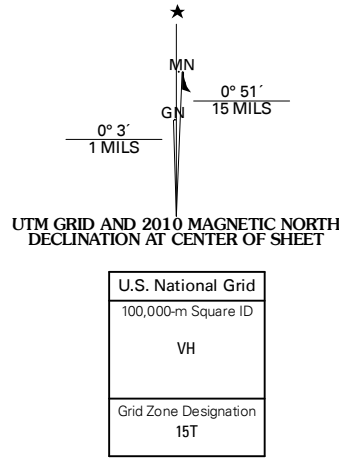 ★
MN
0° 51´
15 MILS
GN
0° 3´
1 MILS
UTM GRID AND 2010 MAGNETIC NORTH
DECLINATION AT CENTER OF SHEET
U.S. National Grid
100,000-m Square ID
VH
Grid Zone Designation
15T